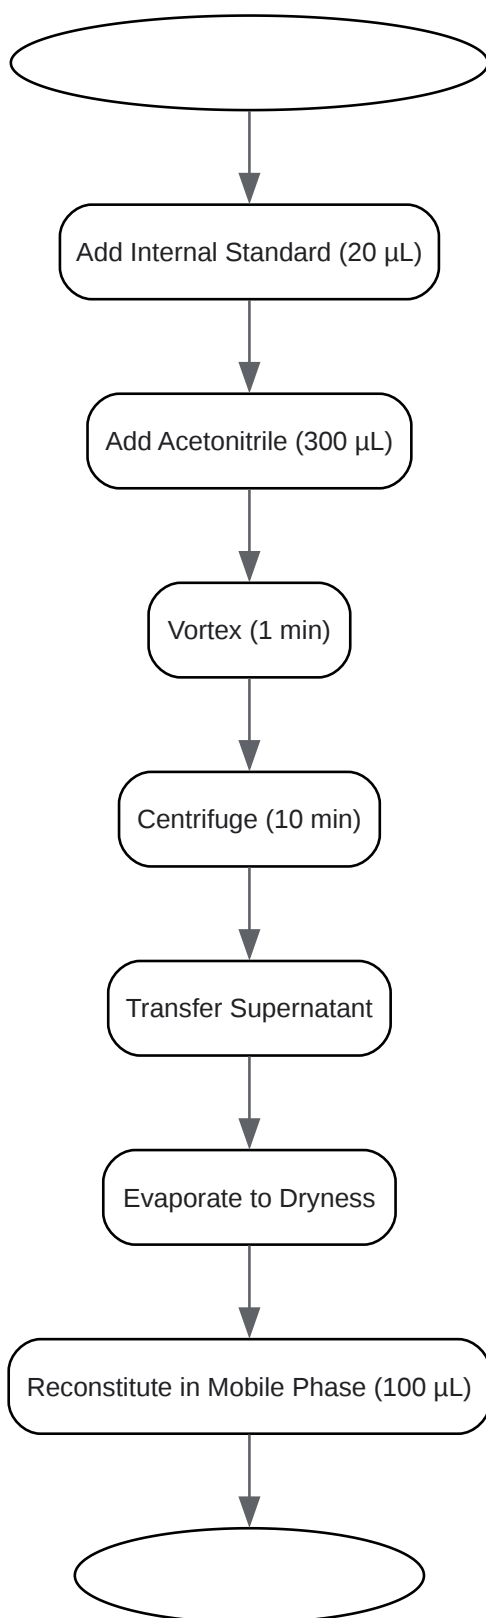 Add Internal Standard (20 µL)
Add Acetonitrile (300 µL)
Vortex (1 min)
Centrifuge (10 min)
Transfer Supernatant
Evaporate to Dryness
Reconstitute in Mobile Phase (100 µL)